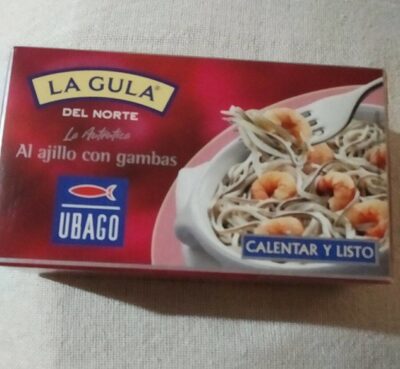 LA GULA®
DEL NORTE
La Auténtica
Al ajillo con gambas
UBAGO
CALENTAR Y LISTO